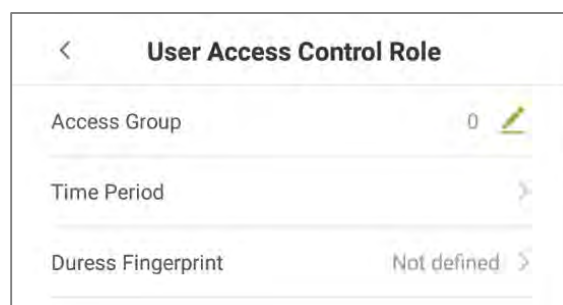 User Access Control Role
Access Group 0
Time Period
Duress Fingerprint Not defined